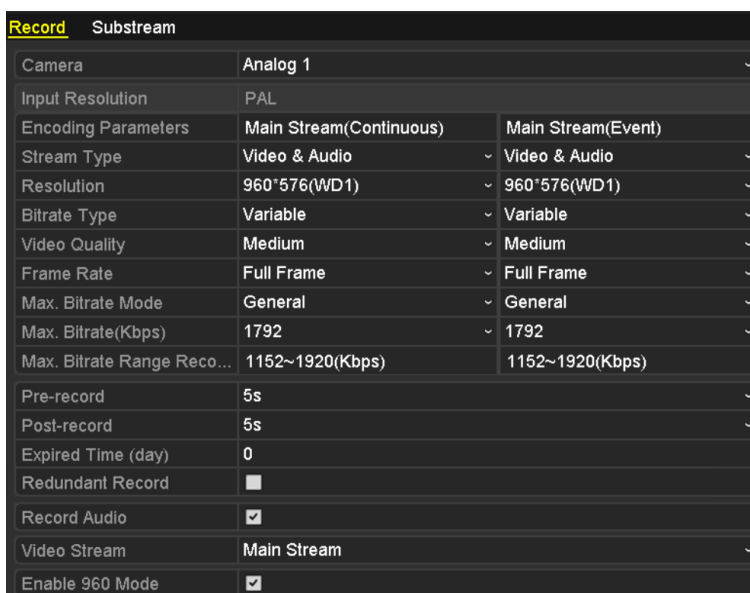 Record Substream
Camera Analog 1
Input Resolution PAL
Encoding Parameters Main Stream(Continuous) Main Stream(Event)
Stream Type Video & Audio Video & Audio
Resolution 960*576(WD1) 960*576(WD1)
Bitrate Type Variable Variable
Video Quality Medium Medium
Frame Rate Full Frame Full Frame
Max. Bitrate Mode General General
Max. Bitrate(Kbps) 1792 1792
Max. Bitrate Range Reco... 1152~1920(Kbps) 1152~1920(Kbps)
Pre-record 5s
Post-record 5s
Expired Time (day) 0
Redundant Record
Record Audio
Video Stream Main Stream
Enable 960 Mode